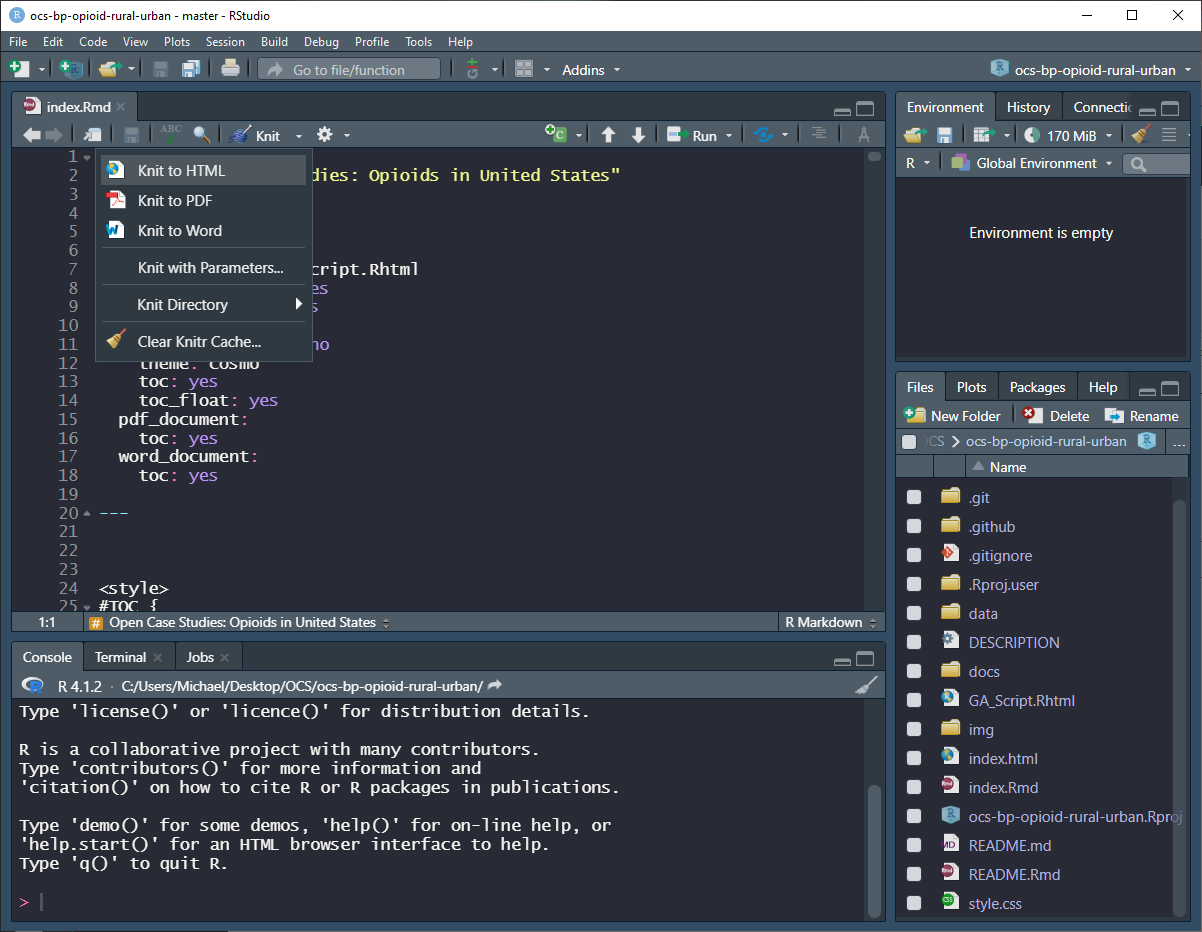 ocs-bp-opioid-rural-urban - master - RStudio
File Edit Code View Plots Session Build Debug Profile Tools Help
Go to file/function
Addins
ocs-bp-opioid-rural-urban
index.Rmd
ABC
Knit
Run
1
2 dies: Opioids in United States"
3
4
5
6
7 cript.Rhtml
8 es
9 s
10
11 no
12 theme: cosmo
13 toc: yes
14 toc_float: yes
15 pdf_document:
16 toc: yes
17 word_document:
18 toc: yes
19
20 ---
21
22
23
24 <style>
25 #TOC {
Knit to HTML
Knit to PDF
Knit to Word
Knit with Parameters...
Knit Directory
Clear Knitr Cache...
1:1 # Open Case Studies: Opioids in United States R Markdown
Console Terminal Jobs
R 4.1.2 · C:/Users/Michael/Desktop/OCS/ocs-bp-opioid-rural-urban/
Type 'license()' or 'licence()' for distribution details.
R is a collaborative project with many contributors.
Type 'contributors()' for more information and
'citation()' on how to cite R or R packages in publications.
Type 'demo()' for some demos, 'help()' for on-line help, or
'help.start()' for an HTML browser interface to help.
Type 'q()' to quit R.
>
Environment History Connectic
170 MiB
R Global Environment
Environment is empty
Files Plots Packages Help
New Folder Delete Rename
OCS > ocs-bp-opioid-rural-urban ...
Name
.git
.github
.gitignore
.Rproj.user
data
DESCRIPTION
docs
GA_Script.Rhtml
img
index.html
index.Rmd
ocs-bp-opioid-rural-urban.Rproj
README.md
README.Rmd
style.css